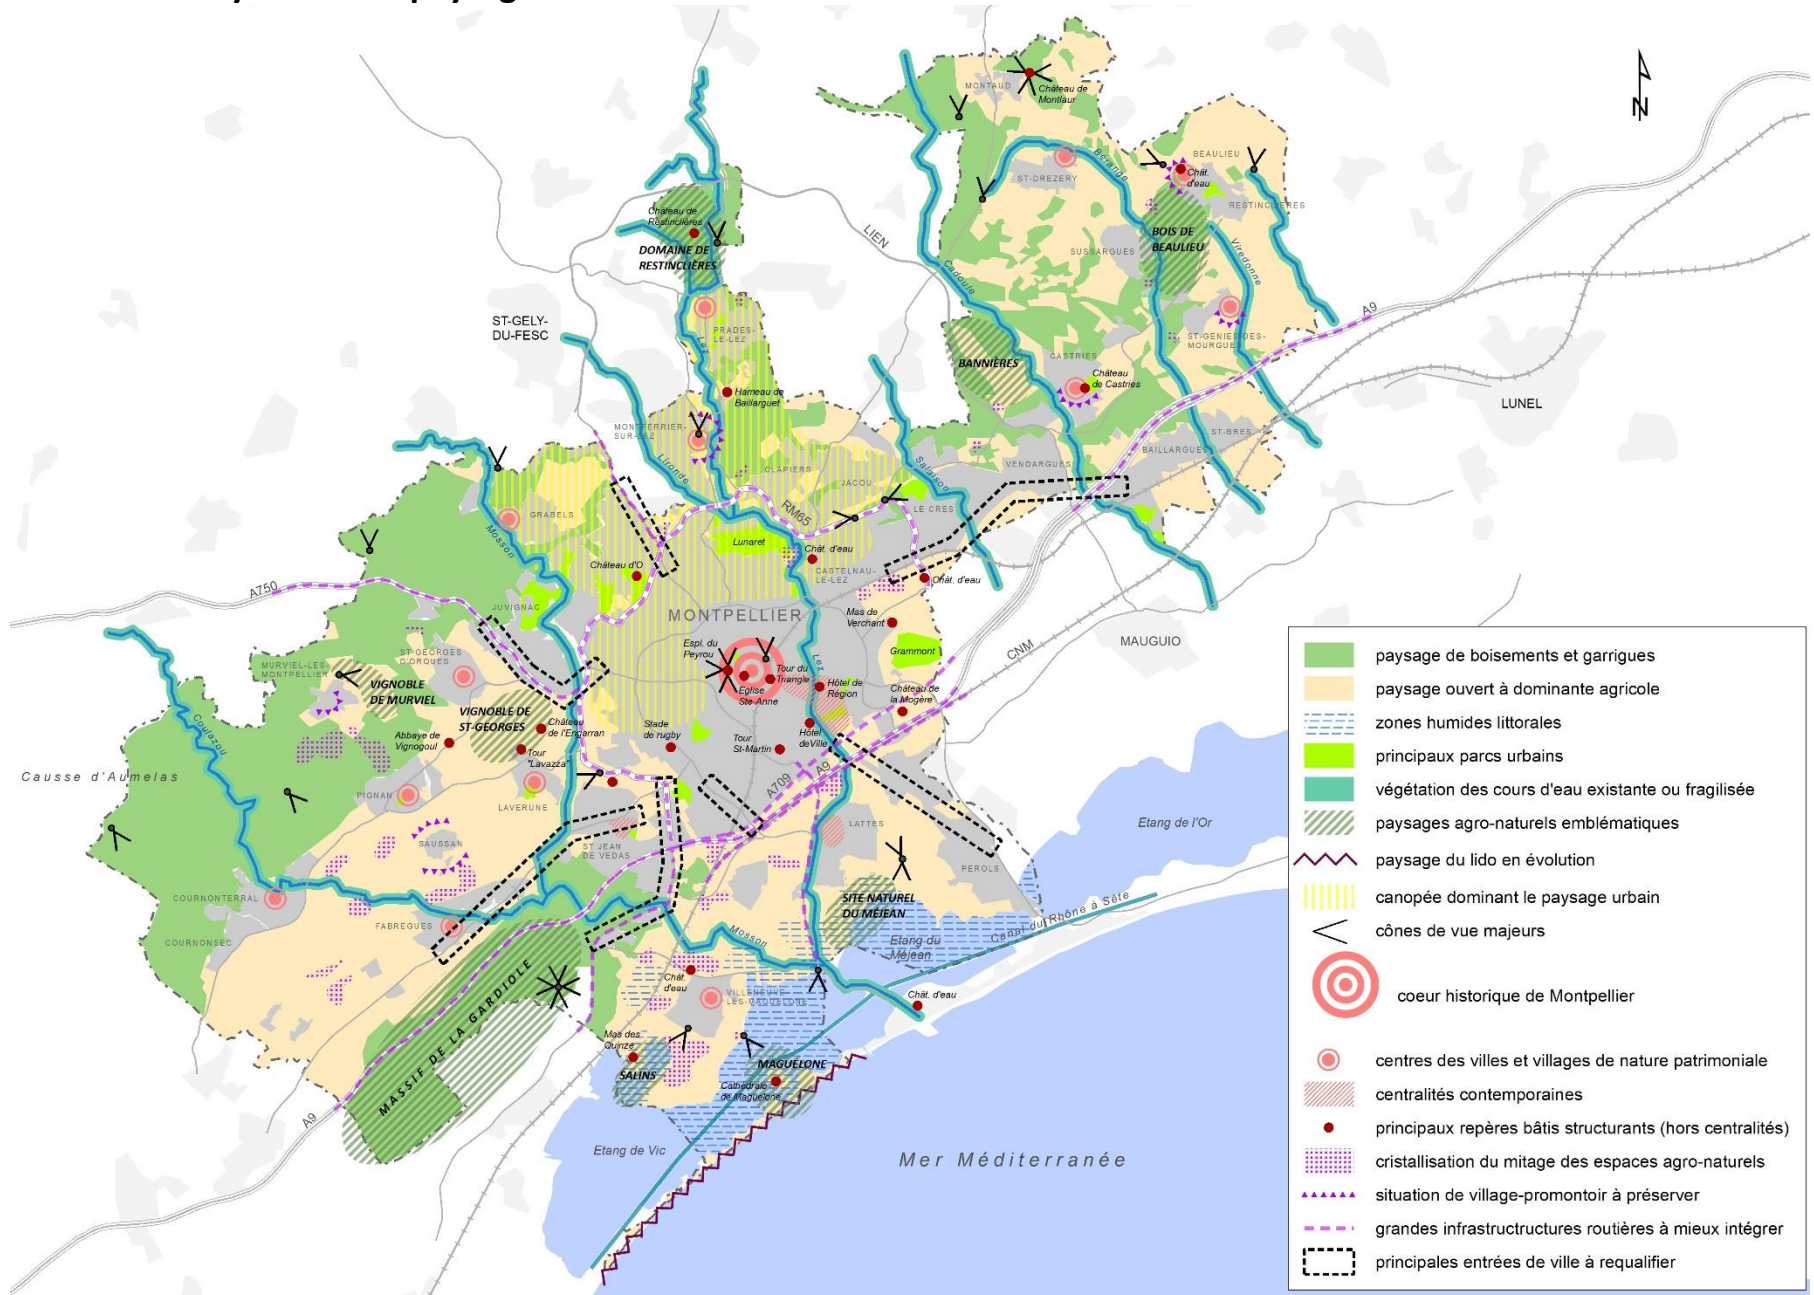 N
MONTAUD
Château de
Montlaur
Bérange
BEAULIEU
ST-DREZERY
Chât.
d'eau
RESTINCLIERES
Château de
Restinclières
DOMAINE DE
RESTINCLIÈRES
LIEN
SUSSARGUES
BOIS DE
BEAULIEU
Viredonne
Cadoule
ST-GELY-
DU-FESC
PRADES-
LE-LEZ
Lez
A9
ST-GENIES-DES-
MOURGUES
BANNIÈRES
CASTRIES
Château
de Castries
Hameau de
Baillarguet
LUNEL
MONTFERRIER-
SUR-LEZ
ST-BRES
BAILLARGUES
Lironde
CLAPIERS
Salaison
VENDARGUES
JACOU
RM65
LE CRES
GRABELS
Mosson
Lunaret
Chât. d'eau
CASTELNAU-
LE-LEZ
Chât. d'eau
Château d'O
A750
JUVIGNAC
MONTPELLIER
Mas de
Verchant
CNM
MAUGUIO
Espl. du
Peyrou
Grammont
ST-GEORGES
D'ORQUES
MURVIEL-LES-
MONTPELLIER
Lez
Tour du
Triangle
VIGNOBLE
DE MURVIEL
Eglise
Ste-Anne
Hôtel de
Région
Château de
la Mogère
VIGNOBLE DE
ST-GEORGES
Coulazou
Château
de l'Engarran
Abbaye de
Vignogoul
Stade
de rugby
Tour
St-Martin
Hôtel
deVille
Tour
"Lavazza"
Causse d'Aumelas
A709
A9
PIGNAN
LAVERUNE
LATTES
Etang de l'Or
SAUSSAN
ST JEAN
DE VEDAS
PEROLS
COURNONTERRAL
SITE NATUREL
DU MÉJEAN
FABREGUES
COURNONSEC
Mosson
Etang du
Méjean
Canal du Rhône à Sète
MASSIF DE LA GARDIOLE
Chât.
d'eau
VILLENEUVE-
LES-MAGUELONE
Chât. d'eau
Mas des
Quinze
SALINS
MAGUELONE
Cathédrale
de Maguelone
A9
Etang de Vic
Mer Méditerranée
paysage de boisements et garrigues
paysage ouvert à dominante agricole
zones humides littorales
principaux parcs urbains
végétation des cours d'eau existante ou fragilisée
paysages agro-naturels emblématiques
paysage du lido en évolution
canopée dominant le paysage urbain
cônes de vue majeurs
coeur historique de Montpellier
centres des villes et villages de nature patrimoniale
centralités contemporaines
principaux repères bâtis structurants (hors centralité)
cristallisation du mitage des espaces agro-naturels
situation de village-promontoir à préserver
grandes infrastructructures routières à mieux intégrer
principales entrées de ville à requalifier